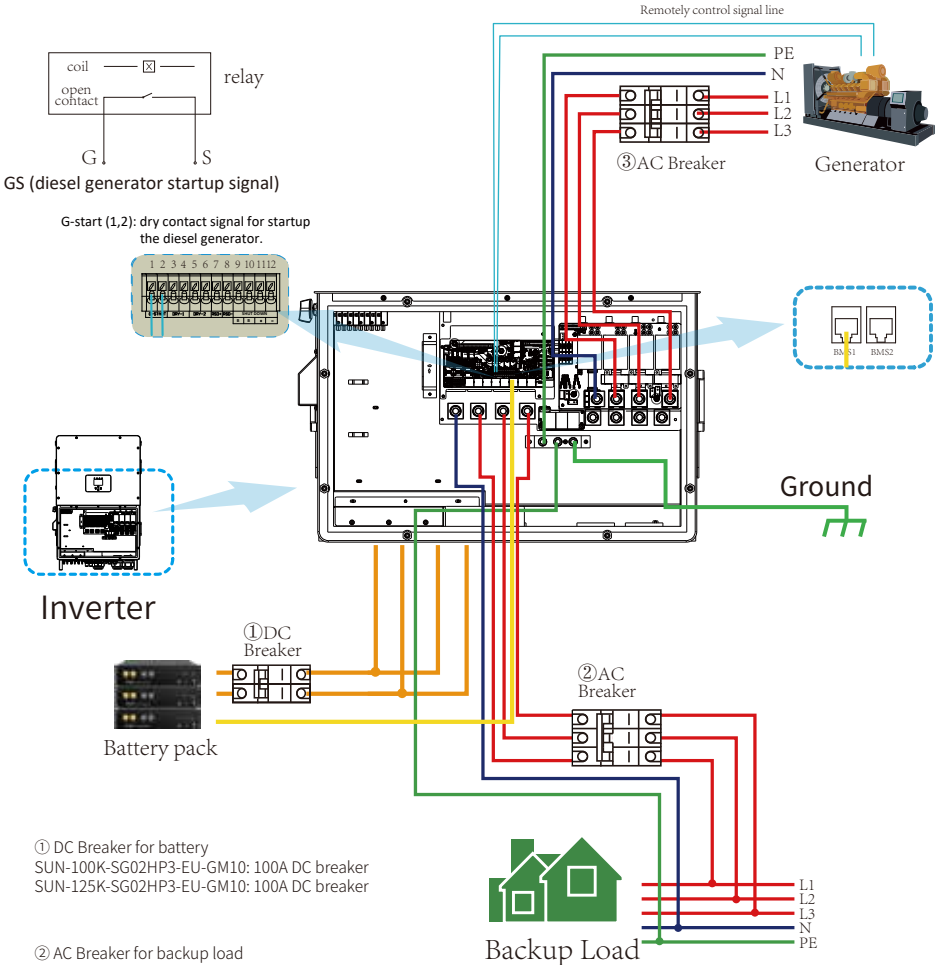 Remotely control signal line
PE
N
L1
L2
L3
③AC Breaker
Generator
coil
open
contact
relay
G
S
GS (diesel generator startup signal)
G-start (1,2): dry contact signal for startup
the diesel generator.
1 2 3 4 5 6 7 8 9 10 11 12
BMS1 BMS2
Ground
Inverter
①DC
Breaker
Battery pack
②AC
Breaker
① DC Breaker for battery
SUN-100K-SG02HP3-EU-GM10: 100A DC breaker
SUN-125K-SG02HP3-EU-GM10: 100A DC breaker
② AC Breaker for backup load
Backup Load
L1
L2
L3
N
PE